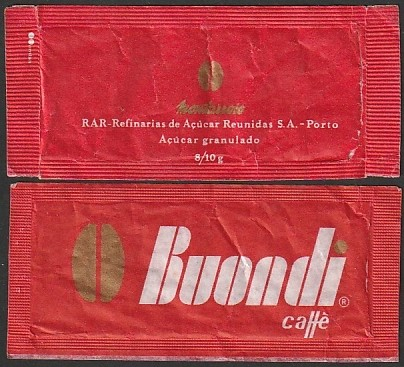 RAR-Refinarias de Açúcar Reunidas S.A.-Porto
Açúcar granulado
8/10 g
Buondi ®
caffè